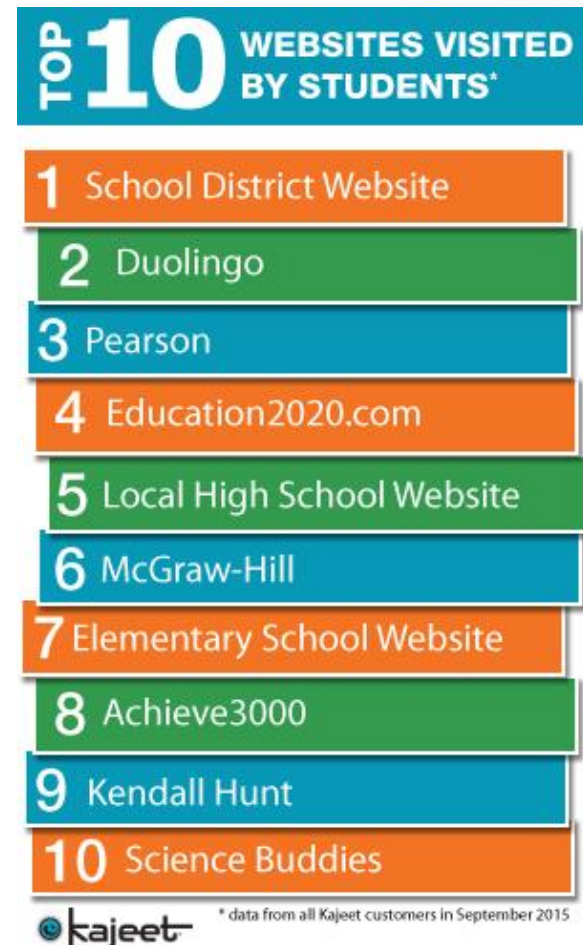 TOP 10 WEBSITES VISITED
BY STUDENTS*
1 School District Website
2 Duolingo
3 Pearson
4 Education2020.com
5 Local High School Website
6 McGraw-Hill
7 Elementary School Website
8 Achieve3000
9 Kendall Hunt
10 Science Buddies
kajeet
* data from all Kajeet customers in September 2015